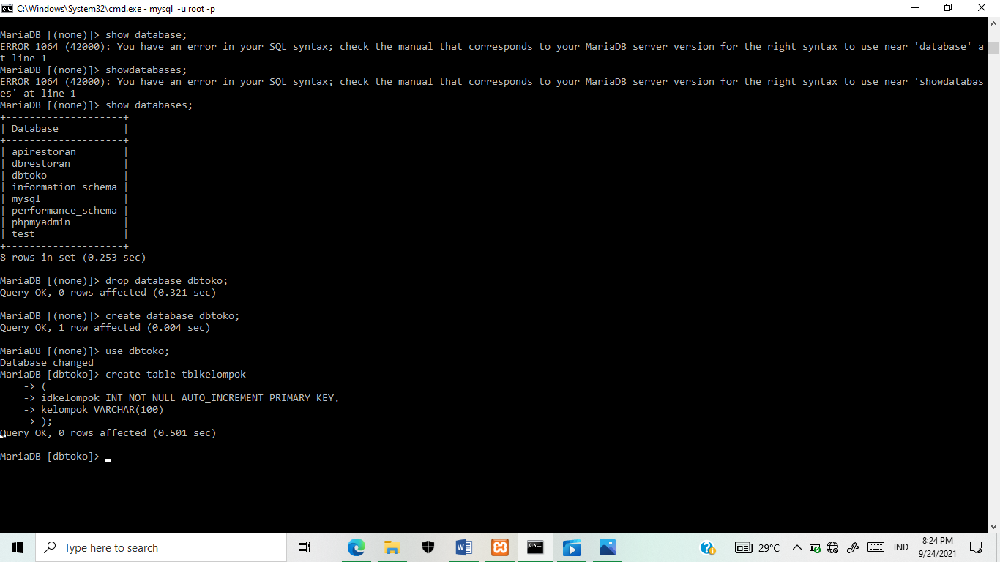 C:\Windows\System32\cmd.exe - mysql  -u root -p
MariaDB [(none)]> show database;
ERROR 1064 (42000): You have an error in your SQL syntax; check the manual that corresponds to your MariaDB server version for the right syntax to use near 'database' a
t line 1
MariaDB [(none)]> showdatabases;
ERROR 1064 (42000): You have an error in your SQL syntax; check the manual that corresponds to your MariaDB server version for the right syntax to use near 'showdatabas
es' at line 1
MariaDB [(none)]> show databases;
+--------------------+
| Database           |
+--------------------+
| apirestoran        |
| dbrestoran         |
| dbtoko             |
| information_schema |
| mysql              |
| performance_schema |
| phpmyadmin         |
| test               |
+--------------------+
8 rows in set (0.253 sec)
MariaDB [(none)]> drop database dbtoko;
Query OK, 0 rows affected (0.321 sec)
MariaDB [(none)]> create database dbtoko;
Query OK, 1 row affected (0.004 sec)
MariaDB [(none)]> use dbtoko;
Database changed
MariaDB [dbtoko]> create table tblkelompok
    -> (
    -> idkelompok INT NOT NULL AUTO_INCREMENT PRIMARY KEY,
    -> kelompok VARCHAR(100)
    -> );
Query OK, 0 rows affected (0.501 sec)
MariaDB [dbtoko]>
Type here to search
29°C
IND
8:24 PM
9/24/2021